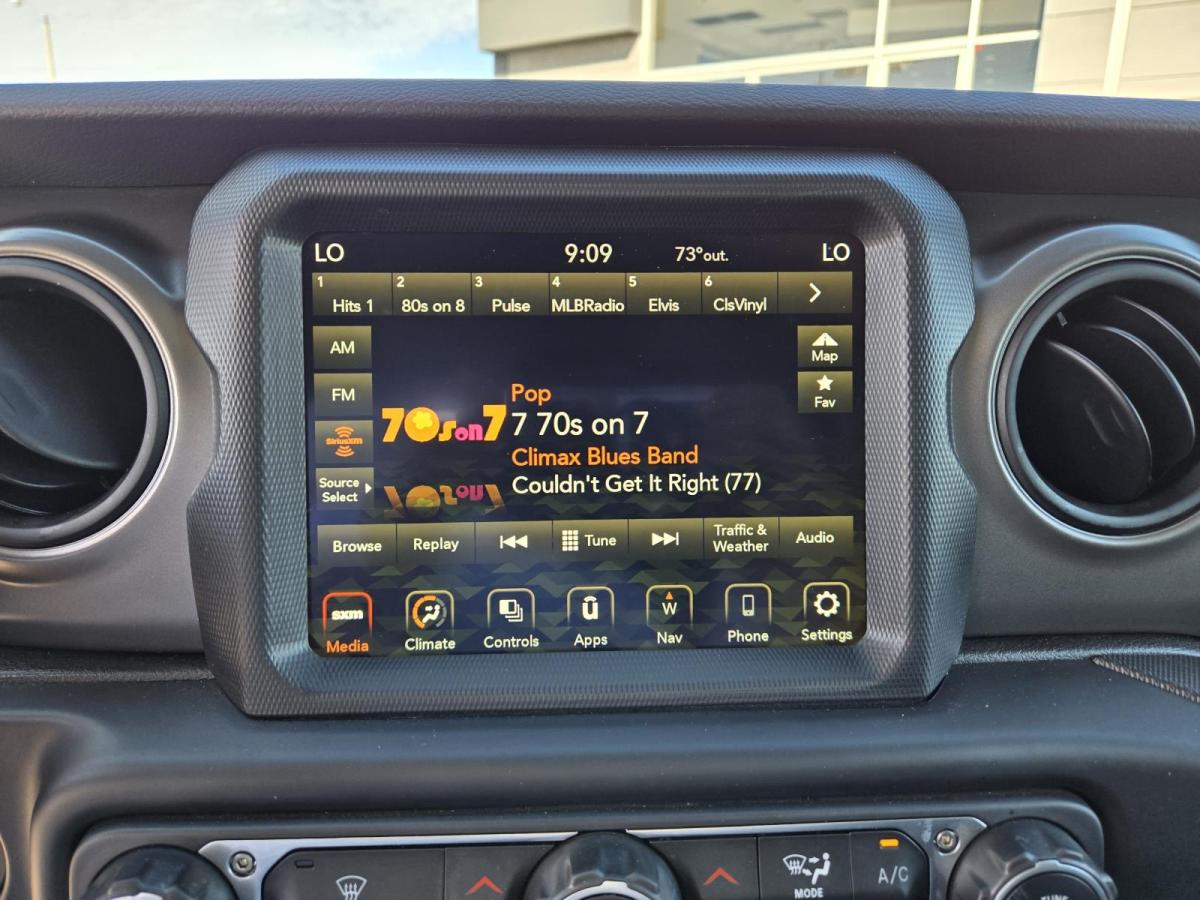 LO 9:09 73°out. LO
1 Hits 1 2 80s on 8 3 Pulse 4 MLBRadio 5 Elvis 6 ClsVinyl
AM
Map
FM
Fav
SiriusXM
Source
Select
70s on 7
Pop
7 70s on 7
Climax Blues Band
Couldn't Get It Right (77)
Browse Replay Tune Traffic &
Weather Audio
sxm
Media Climate Controls ū Apps W Nav Phone Settings
MODE
A/C
TUNE